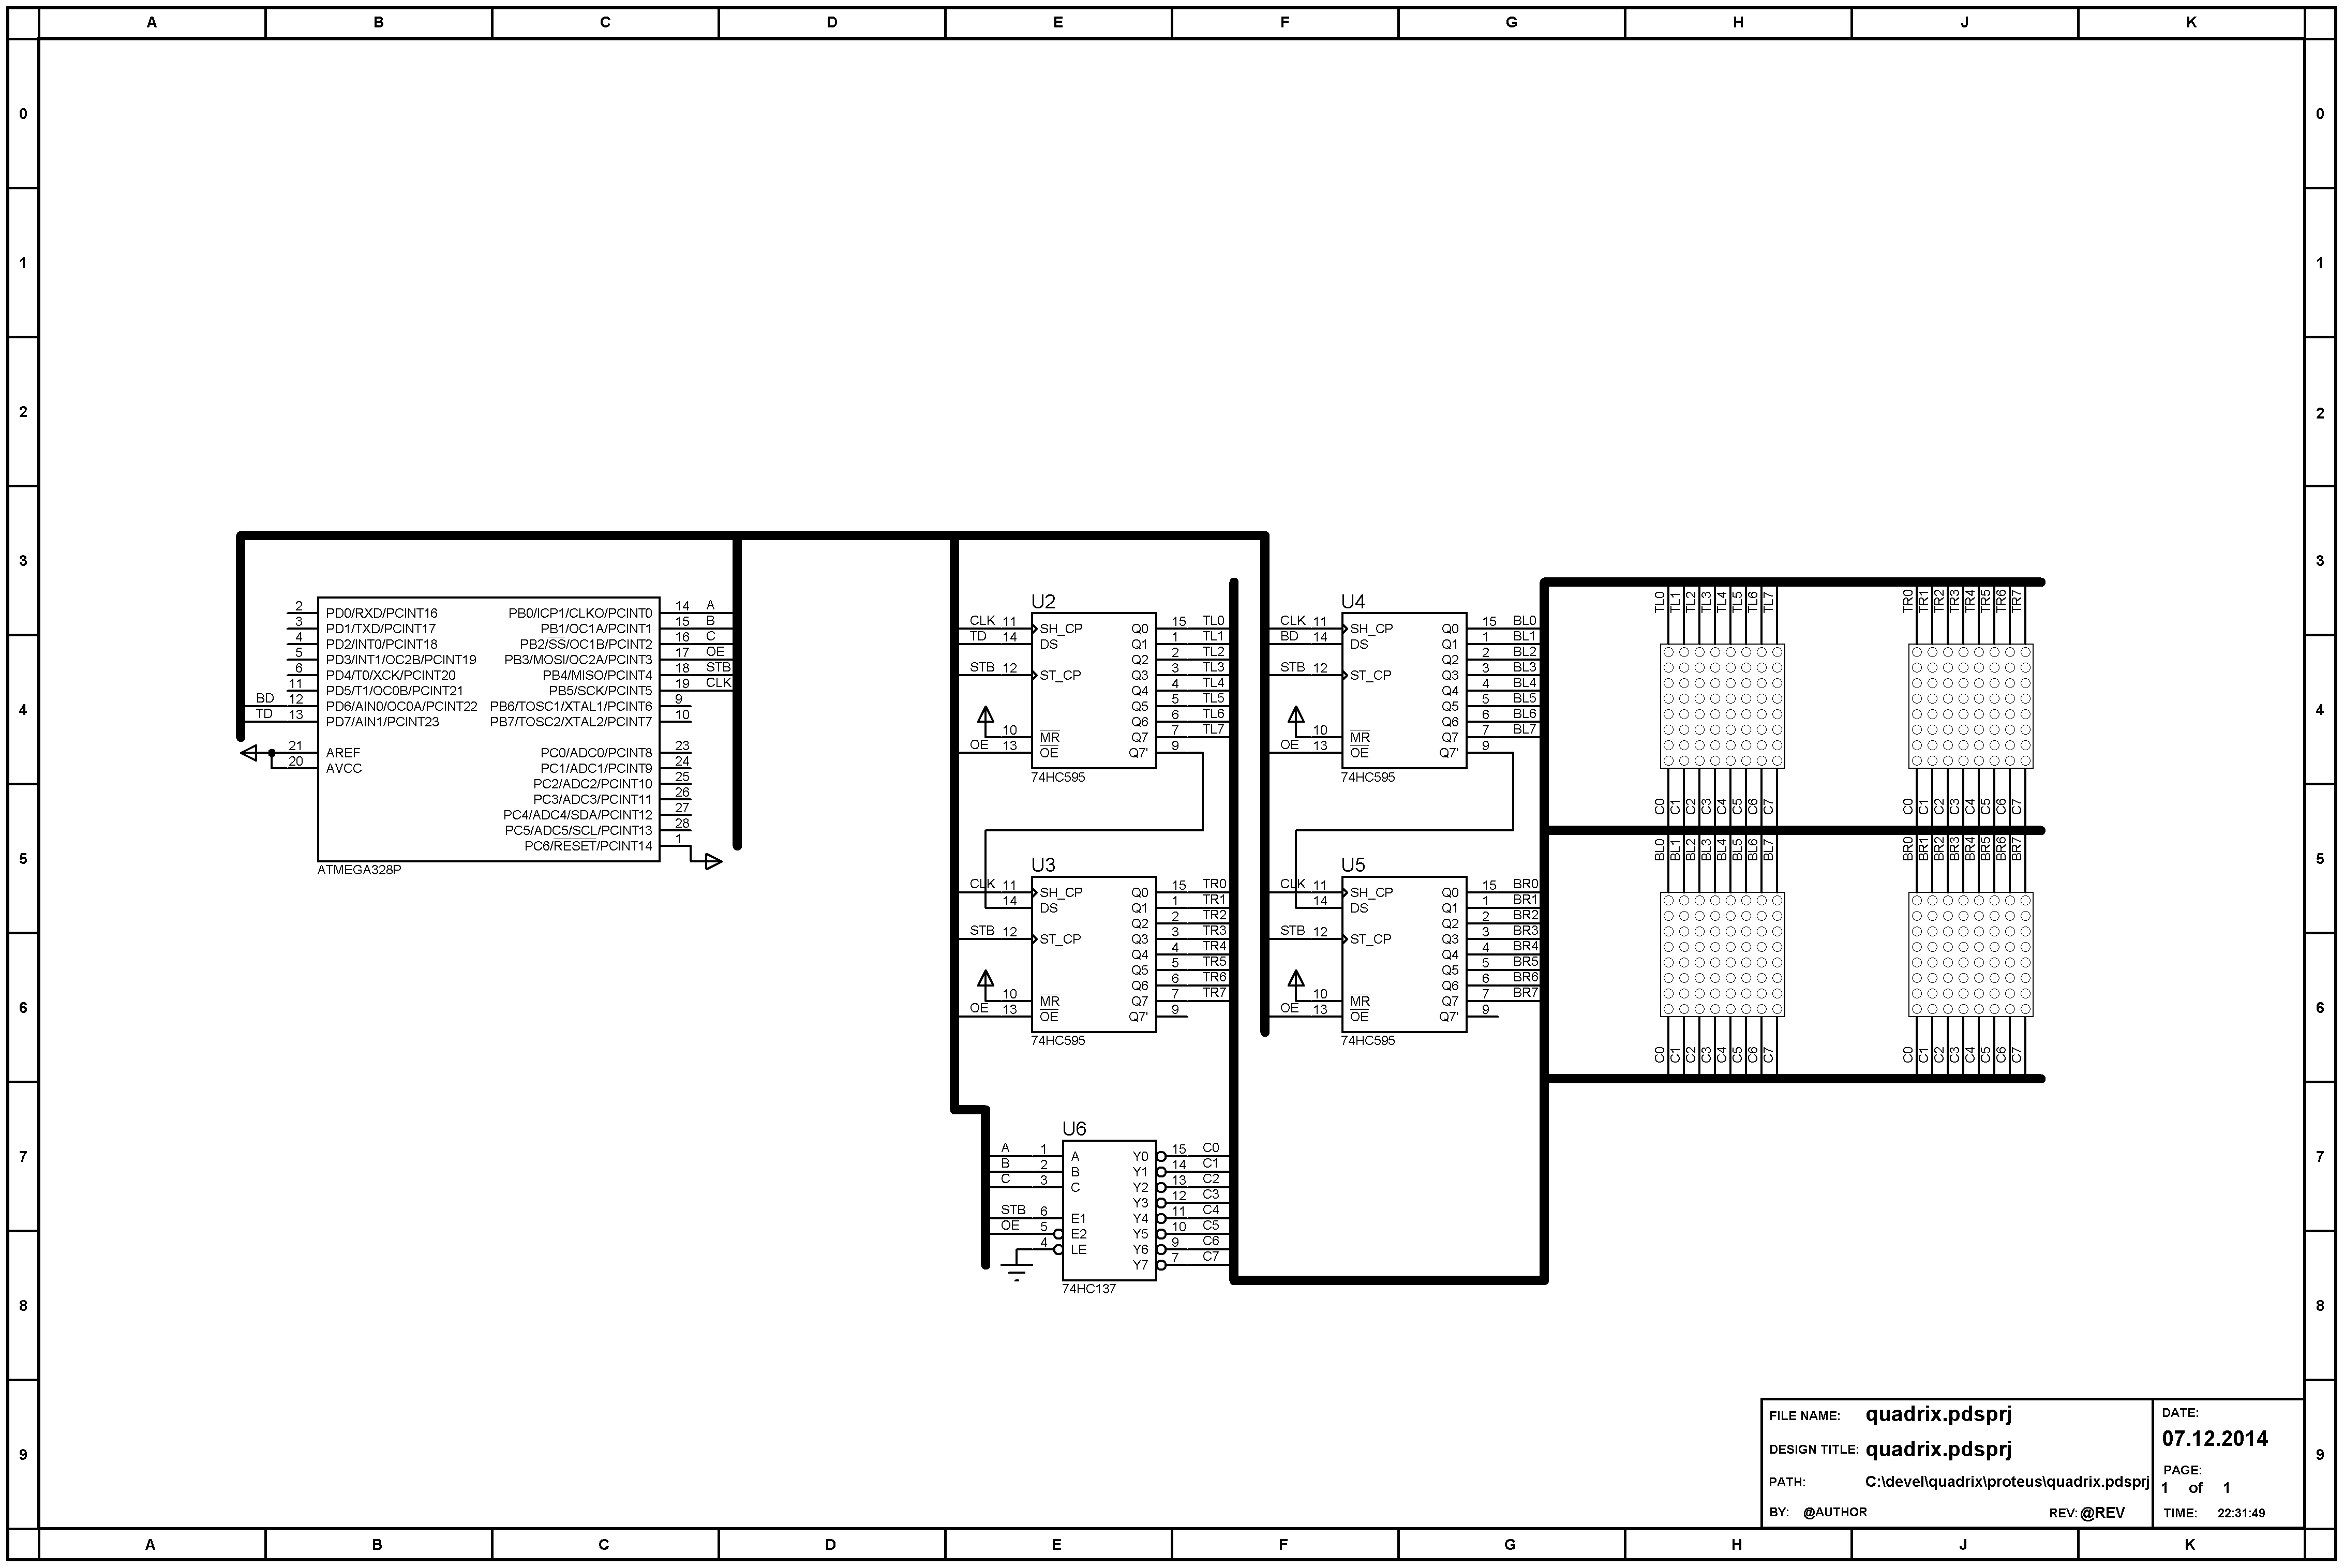 A B C D E F G H J K
0 0
1 1
2 2
3 3
4 4
5 5
6 6
7 7
8 8
9 9
2 PD0/RXD/PCINT16
3 PD1/TXD/PCINT17
4 PD2/INT0/PCINT18
5 PD3/INT1/OC2B/PCINT19
6 PD4/T0/XCK/PCINT20
11 PD5/T1/OC0B/PCINT21
BD 12 PD6/AIN0/OC0A/PCINT22
TD 13 PD7/AIN1/PCINT23
21 AREF
20 AVCC
PB0/ICP1/CLKO/PCINT0 14 A
PB1/OC1A/PCINT1 15 B
PB2/SS/OC1B/PCINT2 16 C
PB3/MOSI/OC2A/PCINT3 17 OE
PB4/MISO/PCINT4 18 STB
PB5/SCK/PCINT5 19 CLK
PB6/TOSC1/XTAL1/PCINT6 9
PB7/TOSC2/XTAL2/PCINT7 10
PC0/ADC0/PCINT8 23
PC1/ADC1/PCINT9 24
PC2/ADC2/PCINT10 25
PC3/ADC3/PCINT11 26
PC4/ADC4/SDA/PCINT12 27
PC5/ADC5/SCL/PCINT13 28
PC6/RESET/PCINT14 1
ATMEGA328P
U2
CLK 11 SH_CP Q0 15 TL0
TD 14 DS Q1 1 TL1
Q2 2 TL2
STB 12 ST_CP Q3 3 TL3
Q4 4 TL4
Q5 5 TL5
Q6 6 TL6
10 MR Q7 7 TL7
OE 13 OE Q7' 9
74HC595
U3
CLK 11 SH_CP Q0 15 TR0
14 DS Q1 1 TR1
Q2 2 TR2
STB 12 ST_CP Q3 3 TR3
Q4 4 TR4
Q5 5 TR5
Q6 6 TR6
10 MR Q7 7 TR7
OE 13 OE Q7' 9
74HC595
U4
CLK 11 SH_CP Q0 15 BL0
BD 14 DS Q1 1 BL1
Q2 2 BL2
STB 12 ST_CP Q3 3 BL3
Q4 4 BL4
Q5 5 BL5
Q6 6 BL6
10 MR Q7 7 BL7
OE 13 OE Q7' 9
74HC595
U5
CLK 11 SH_CP Q0 15 BR0
14 DS Q1 1 BR1
Q2 2 BR2
STB 12 ST_CP Q3 3 BR3
Q4 4 BR4
Q5 5 BR5
Q6 6 BR6
10 MR Q7 7 BR7
OE 13 OE Q7' 9
74HC595
U6
A 1 A Y0 15 C0
B 2 B Y1 14 C1
C 3 C Y2 13 C2
Y3 12 C3
STB 6 E1 Y4 11 C4
OE 5 E2 Y5 10 C5
4 LE Y6 9 C6
Y7 7 C7
74HC137
TL0 TL1 TL2 TL3 TL4 TL5 TL6 TL7
TR0 TR1 TR2 TR3 TR4 TR5 TR6 TR7
C0 C1 C2 C3 C4 C5 C6 C7
C0 C1 C2 C3 C4 C5 C6 C7
BL0 BL1 BL2 BL3 BL4 BL5 BL6 BL7
BR0 BR1 BR2 BR3 BR4 BR5 BR6 BR7
C0 C1 C2 C3 C4 C5 C6 C7
C0 C1 C2 C3 C4 C5 C6 C7
FILE NAME: quadrix.pdsprj
DESIGN TITLE: quadrix.pdsprj
PATH: C:\devel\quadrix\proteus\quadrix.pdsprj
BY: @AUTHOR REV: @REV
DATE:
07.12.2014
PAGE:
1 of 1
TIME: 22:31:49
A B C D E F G H J K